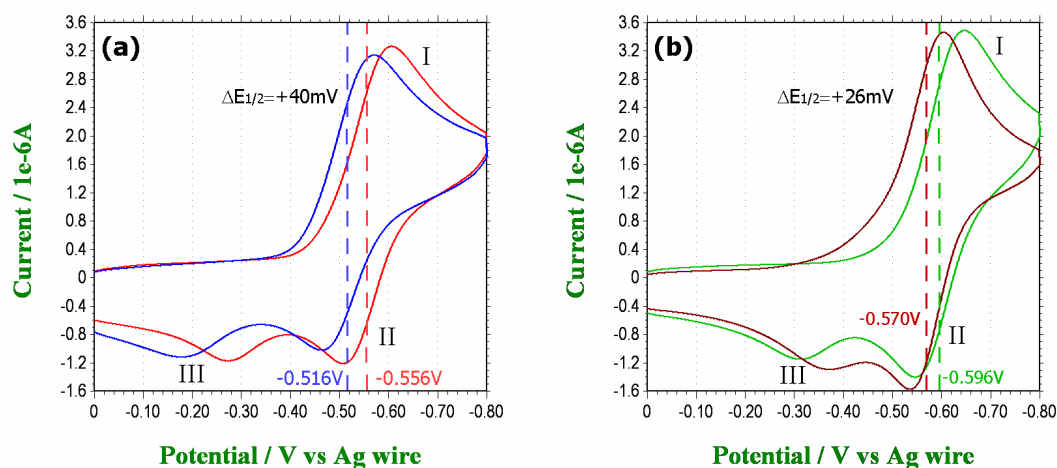 (a)
3.6
3.2
2.8
2.4
2.0
1.6
1.2
0.8
0.4
0
-0.4
-0.8
-1.2
-1.6
Current / 1e-6A
ΔE1/2=+40mV
I
II
III
-0.516V
-0.556V
0 -0.10 -0.20 -0.30 -0.40 -0.50 -0.60 -0.70 -0.80
Potential / V vs Ag wire
(b)
3.6
3.2
2.8
2.4
2.0
1.6
1.2
0.8
0.4
0
-0.4
-0.8
-1.2
-1.6
Current / 1e-6A
ΔE1/2=+26mV
I
-0.570V
II
III
-0.596V
0 -0.10 -0.20 -0.30 -0.40 -0.50 -0.60 -0.70 -0.80
Potential / V vs Ag wire